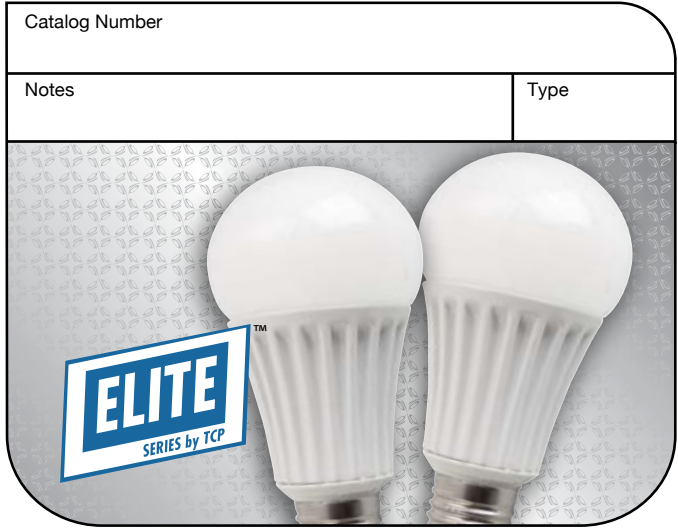 Catalog Number
Notes
Type
TM
ELITE
SERIES by TCP